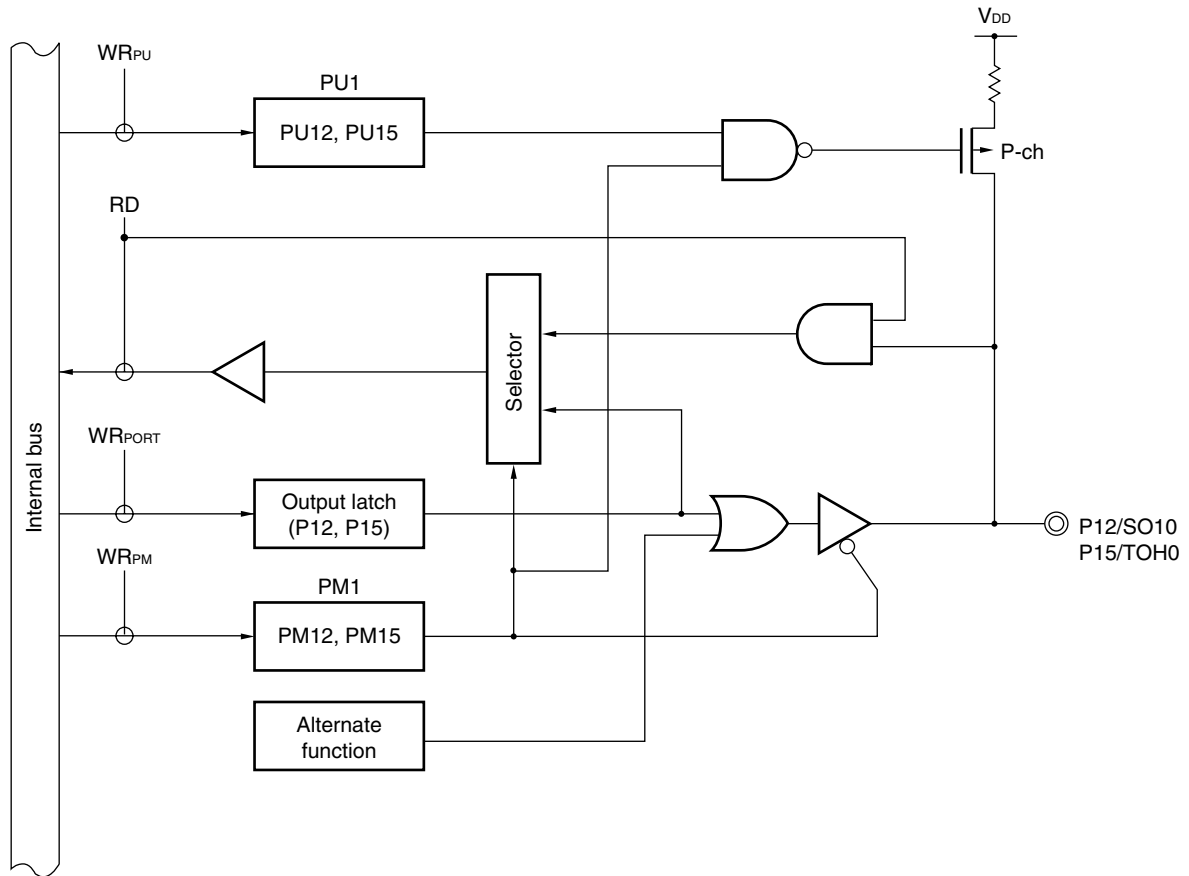 VDD
WRPU
PU1
PU12, PU15
P-ch
RD
Selector
WRPORT
Internal bus
Output latch
(P12, P15)
P12/SO10
P15/TOH0
WRPM
PM1
PM12, PM15
Alternate
function